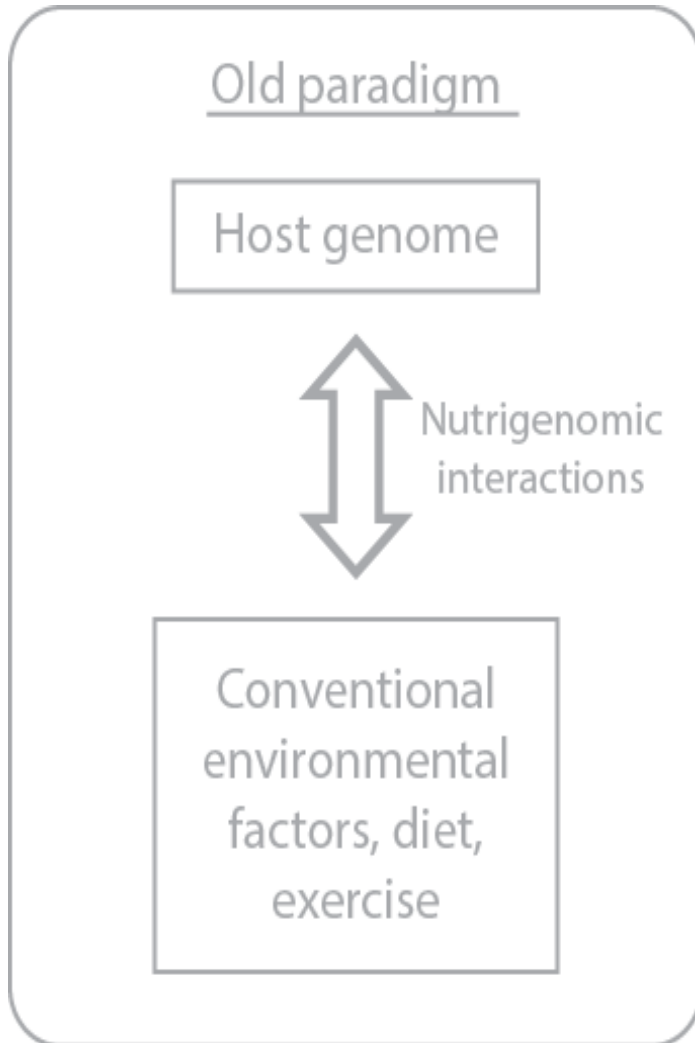 Old paradigm
Host genome
Nutrigenomic
interactions
Conventional
environmental
factors, diet,
exercise